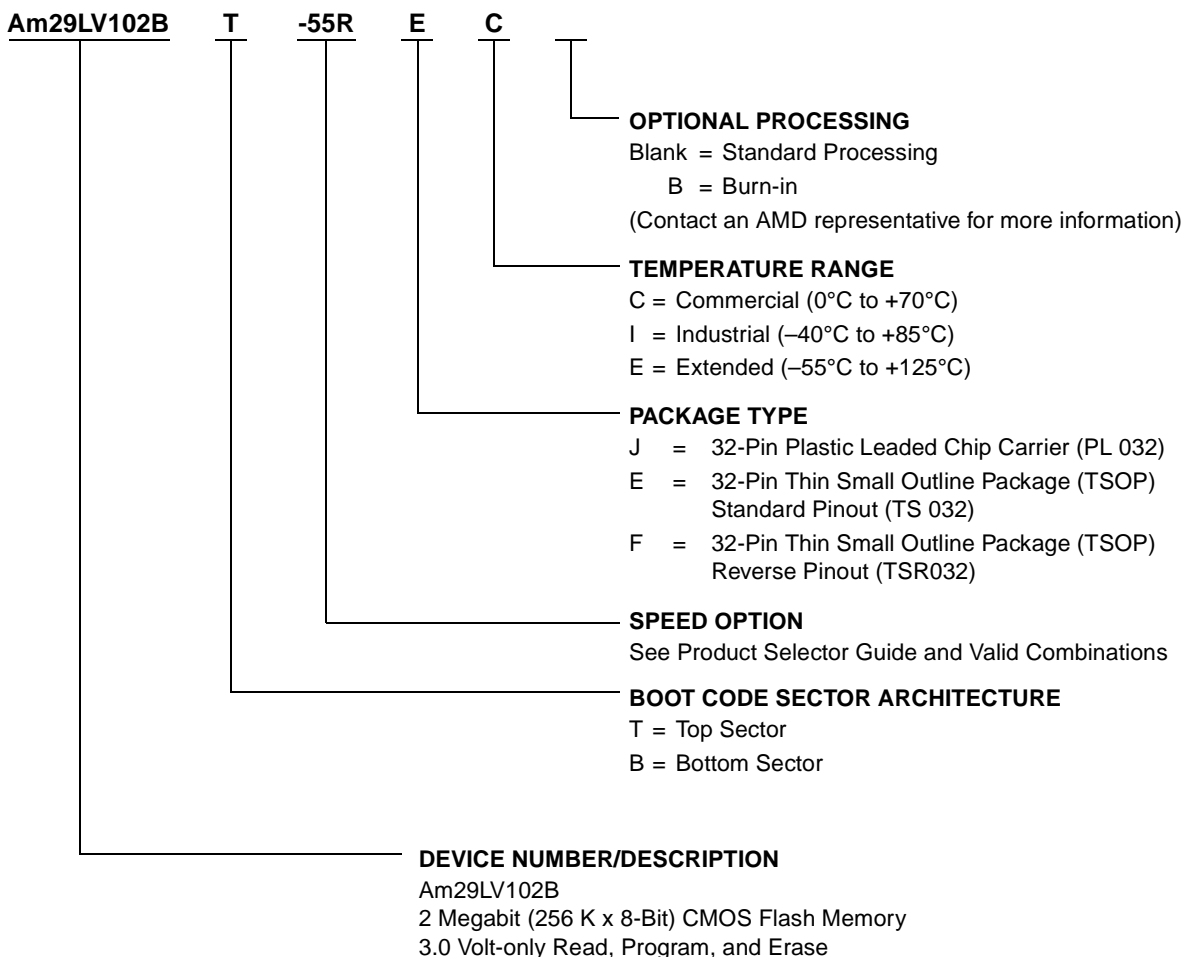 Am29LV102B T -55R E C
OPTIONAL PROCESSING
Blank = Standard Processing
B = Burn-in
(Contact an AMD representative for more information)
TEMPERATURE RANGE
C = Commercial (0°C to +70°C)
I = Industrial (–40°C to +85°C)
E = Extended (–55°C to +125°C)
PACKAGE TYPE
J = 32-Pin Plastic Leaded Chip Carrier (PL 032)
E = 32-Pin Thin Small Outline Package (TSOP)
Standard Pinout (TS 032)
F = 32-Pin Thin Small Outline Package (TSOP)
Reverse Pinout (TSR032)
SPEED OPTION
See Product Selector Guide and Valid Combinations
BOOT CODE SECTOR ARCHITECTURE
T = Top Sector
B = Bottom Sector
DEVICE NUMBER/DESCRIPTION
Am29LV102B
2 Megabit (256 K x 8-Bit) CMOS Flash Memory
3.0 Volt-only Read, Program, and Erase